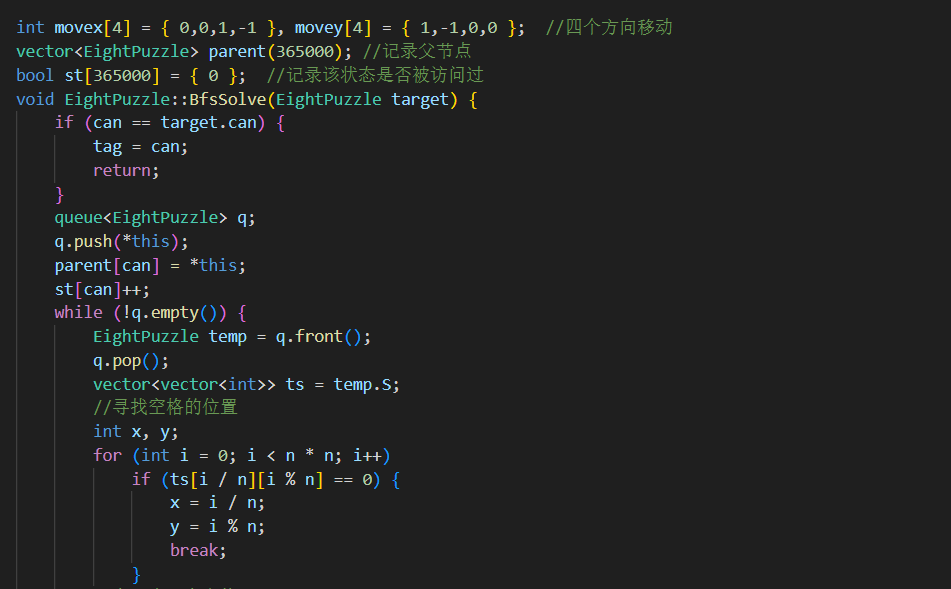 int movex[4] = { 0,0,1,-1 }, movey[4] = { 1,-1,0,0 };  //四个方向移动
vector<EightPuzzle> parent(365000); //记录父节点
bool st[365000] = { 0 };  //记录该状态是否被访问过
void EightPuzzle::BfsSolve(EightPuzzle target) {
    if (can == target.can) {
        tag = can;
        return;
    }
    queue<EightPuzzle> q;
    q.push(*this);
    parent[can] = *this;
    st[can]++;
    while (!q.empty()) {
        EightPuzzle temp = q.front();
        q.pop();
        vector<vector<int>> ts = temp.S;
        //寻找空格的位置
        int x, y;
        for (int i = 0; i < n * n; i++)
            if (ts[i / n][i % n] == 0) {
                x = i / n;
                y = i % n;
                break;
            }